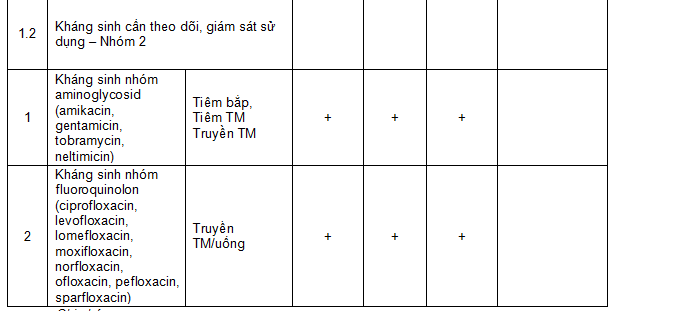 1.2
Kháng sinh cần theo dõi, giám sát sử
dụng – Nhóm 2
1
Kháng sinh nhóm
aminoglycosid
(amikacin,
gentamicin,
tobramycin,
neltimicin)
Tiêm bắp,
Tiêm TM
Truyền TM
+
+
+
2
Kháng sinh nhóm
fluoroquinolon
(ciprofloxacin,
levofloxacin,
lomefloxacin,
moxifloxacin,
norfloxacin,
ofloxacin, pefloxacin,
sparfloxacin)
Truyền
TM/uống
+
+
+